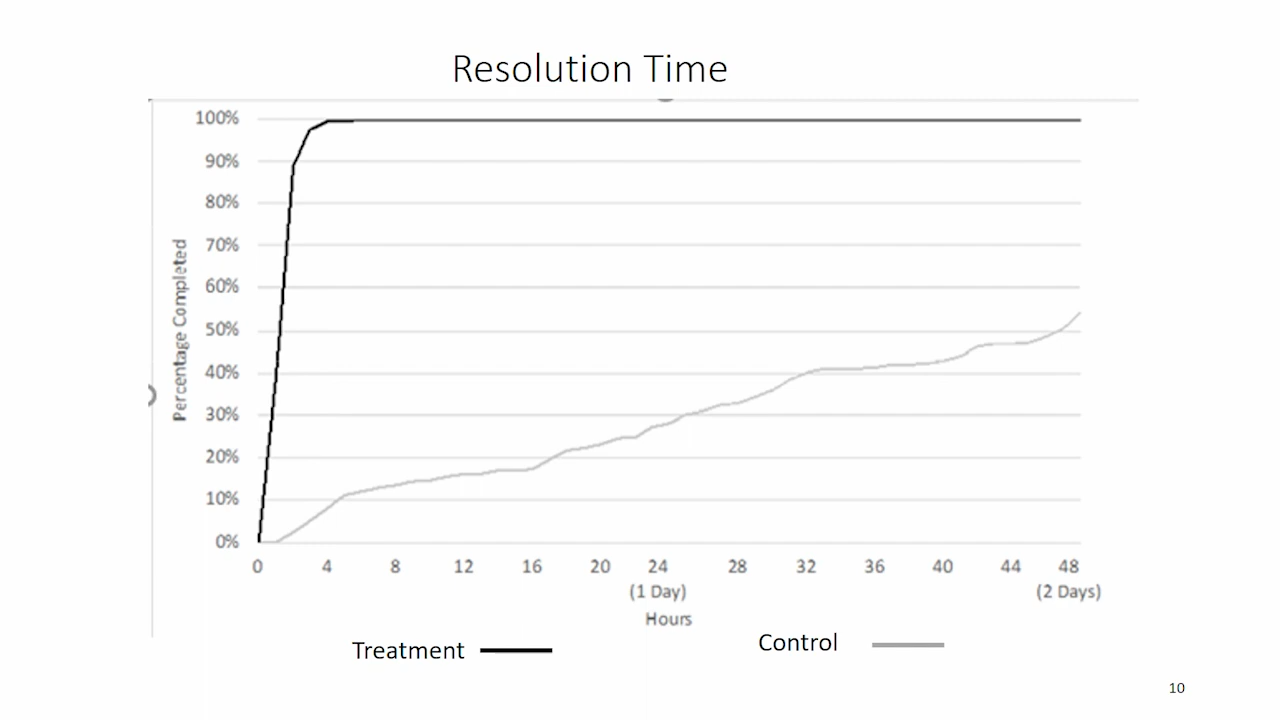 Resolution Time
100%
90%
80%
70%
60%
50%
40%
30%
20%
10%
0%
Percentage Completed
0 4 8 12 16 20 24 28 32 36 40 44 48
(1 Day) (2 Days)
Hours
Treatment
Control
10